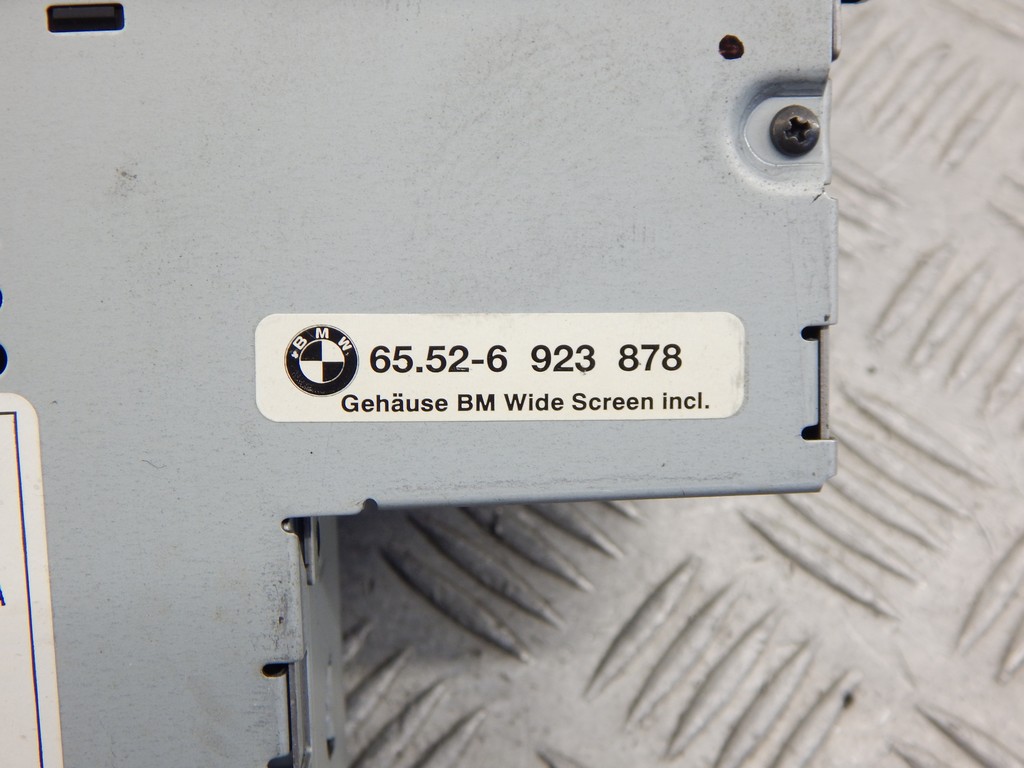 BMW
65.52-6 923 878
Gehäuse BM Wide Screen incl.